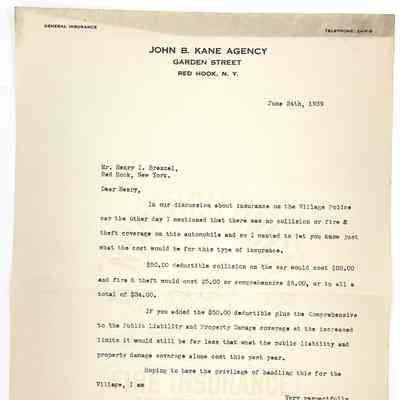 GENERAL INSURANCE
TELEPHONE
JOHN B. KANE AGENCY
GARDEN STREET
RED HOOK, N. Y.
June 24th, 1939
Mr. Henry I.
Red Hook, New York.
Dear Henry,
In our discussion about insurance on the Village Police
car the other day I mentioned that there was no collision or fire &
theft coverage on this automobile and so I wanted to let you know just
what the cost would be for this type of insurance.
$50.00 deductible collision on the car would cost
and fire & theft would cost $5.00 or comprehensive $6.00, or in all a
total of $34.00.
If you added the $50.00 deductible plus the Comprehensive
to the Public Liability and Property Damage coverage at the increased
limits it would still be far less that what the public liability and
property damage coverage alone cost this past year.
Hoping to have the privilege of handling this for the
Village, I am
Very respectfully
FIRE INSURANCE